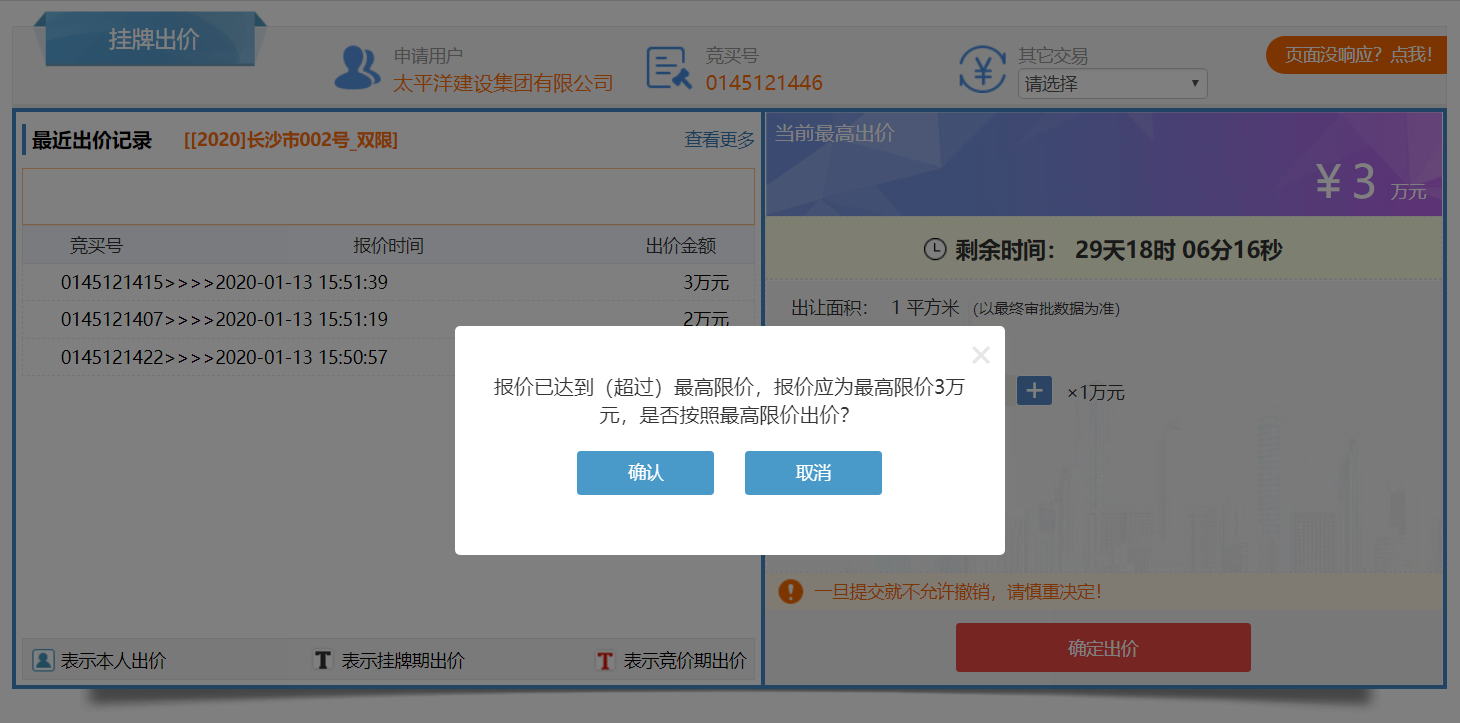 挂牌出价
申请用户
太平洋建设集团有限公司
竞买号
0145121446
其它交易
请选择
页面没响应？点我！
最近出价记录 [[2020]长沙市002号_双限] 查看更多
竞买号 报价时间 出价金额
0145121415>>>>2020-01-13 15:51:39 3万元
0145121407>>>>2020-01-13 15:51:19 2万元
0145121422>>>>2020-01-13 15:50:57
表示本人出价 T 表示挂牌期出价 T 表示竞价期出价
当前最高出价
¥ 3 万元
剩余时间： 29天18时 06分16秒
出让面积： 1 平方米 (以最终审批数据为准)
+ ×1万元
一旦提交就不允许撤销，请慎重决定！
确定出价
×
报价已达到（超过）最高限价，报价应为最高限价3万
元，是否按照最高限价出价？
确认 取消